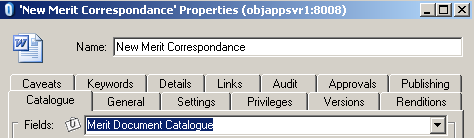 'New Merit Correspondance' Properties (objappsvr1:8008)
Name: New Merit Correspondance
Caveats Keywords Details Links Audit Approvals Publishing
Catalogue General Settings Privileges Versions Renditions
Fields: Merit Document Catalogue